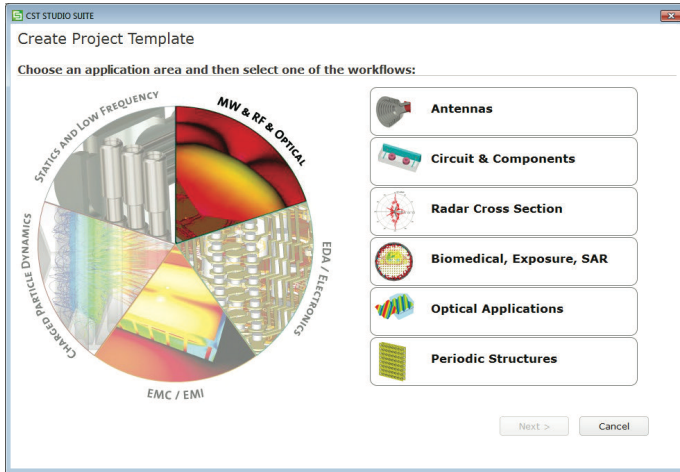 CST STUDIO SUITE
Create Project Template
Choose an application area and then select one of the workflows:
STATICS AND LOW FREQUENCY
MW & RF & OPTICAL
EDA / ELECTRONICS
EMC / EMI
CHARGED PARTICLE DYNAMICS
Antennas
Circuit & Components
Radar Cross Section
Biomedical, Exposure, SAR
Optical Applications
Periodic Structures
Next >
Cancel